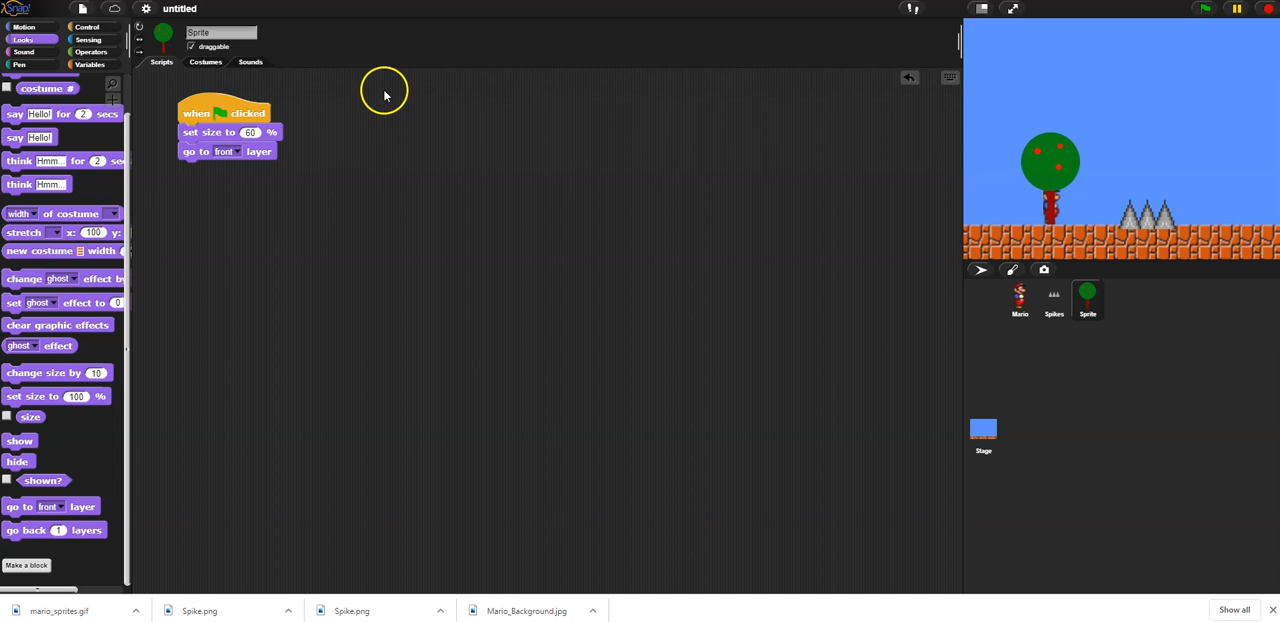 Snap!
untitled
Motion
Control
Looks
Sensing
Sound
Operators
Pen
Variables
Sprite
draggable
Scripts
Costumes
Sounds
costume #
say Hello! for 2 secs
say Hello!
think Hmm... for 2 sec
think Hmm...
width of costume
stretch x: 100 y:
new costume width
change ghost effect by
set ghost effect to 0
clear graphic effects
ghost effect
change size by 10
set size to 100 %
size
show
hide
shown?
go to front layer
go back 1 layers
Make a block
when clicked
set size to 60 %
go to front layer
Mario
Spikes
Sprite
Stage
mario_sprites.gif
Spike.png
Spike.png
Mario_Background.jpg
Show all